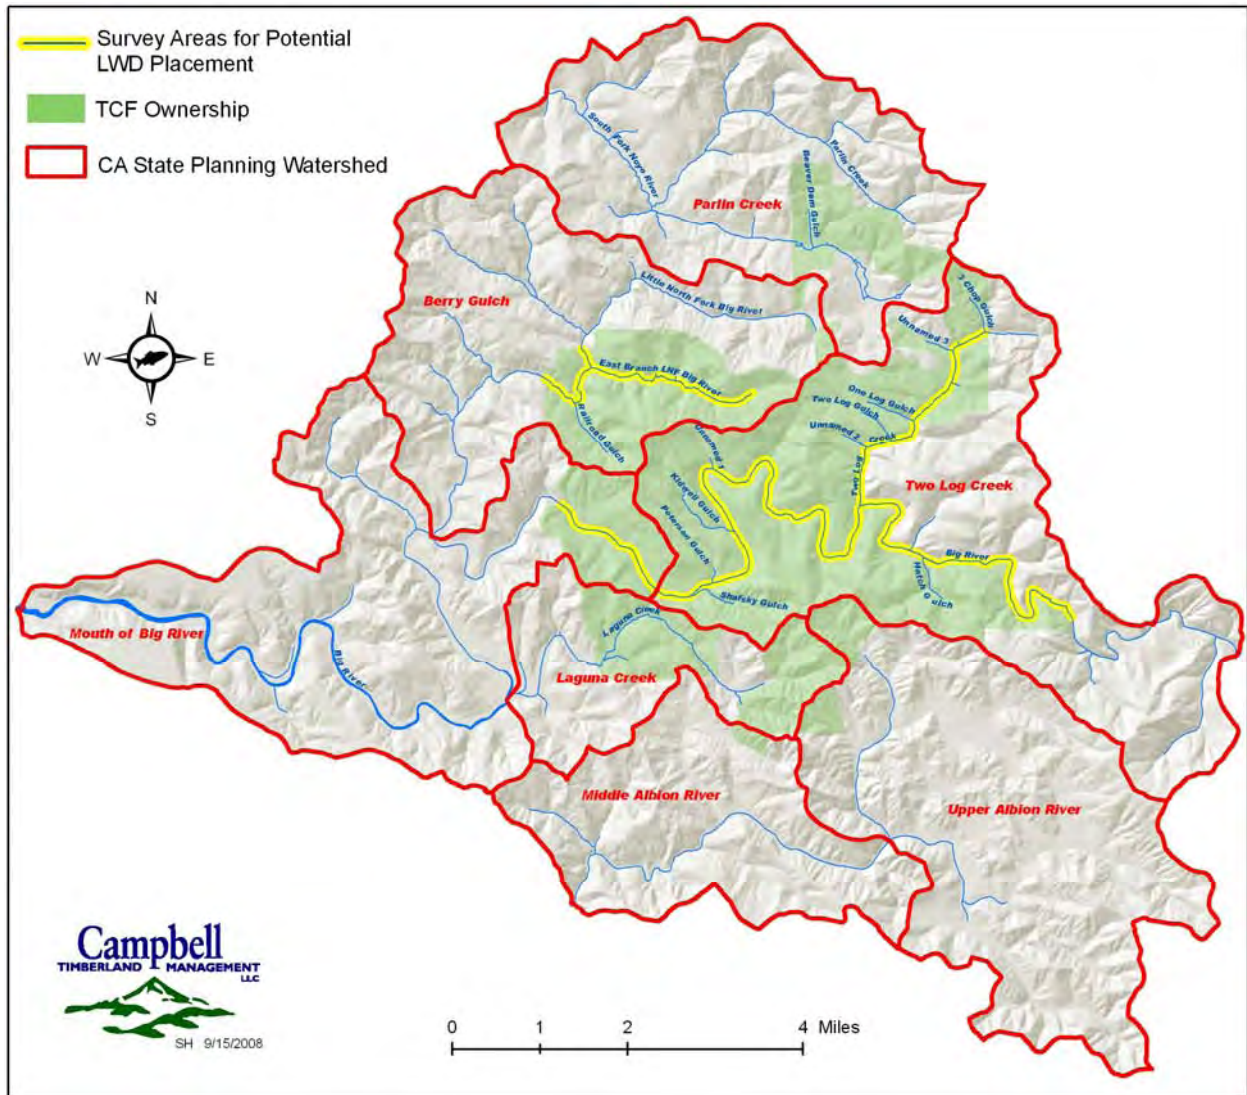 Survey Areas for Potential
LWD Placement
TCF Ownership
CA State Planning Watershed
South Fork Noyo River
Parlin Creek
Beaver Dam Gulch
Parlin Creek
N
W E
S
Berry Gulch
Little North Fork Big River
3 Chop Gulch
Unnamed 3
East Branch LNF Big River
One Log Gulch
Two Log Gulch
Unnamed 2
Railroad Gulch
Unnamed 1
Two Log Creek
Two Log Creek
Kidwell Gulch
Peterson Gulch
Big River
Hatch Gulch
Shafsky Gulch
Laguna Creek
Mouth of Big River
Big River
Laguna Creek
Middle Albion River
Upper Albion River
Campbell
TIMBERLAND MANAGEMENT
LLC
SH 9/15/2008
0 1 2 4 Miles